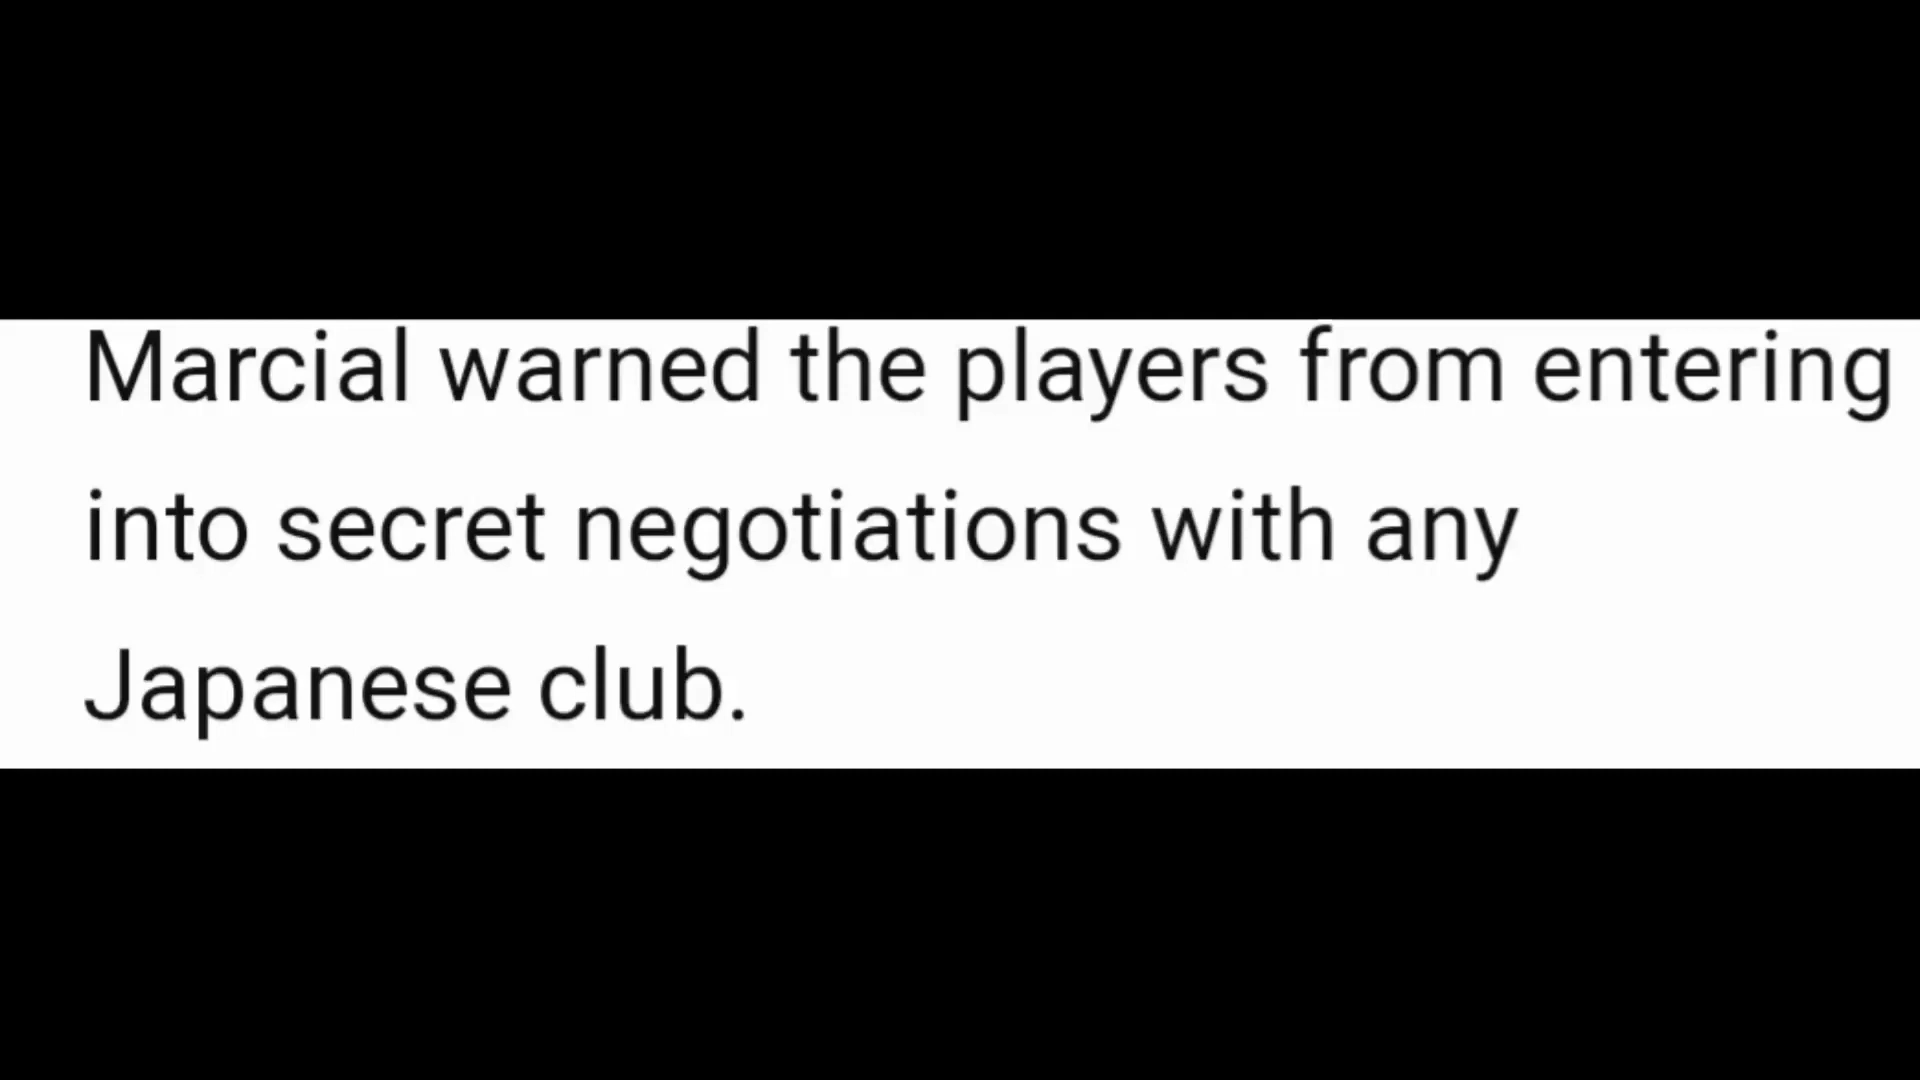 Marcial warned the players from entering
into secret negotiations with any
Japanese club.